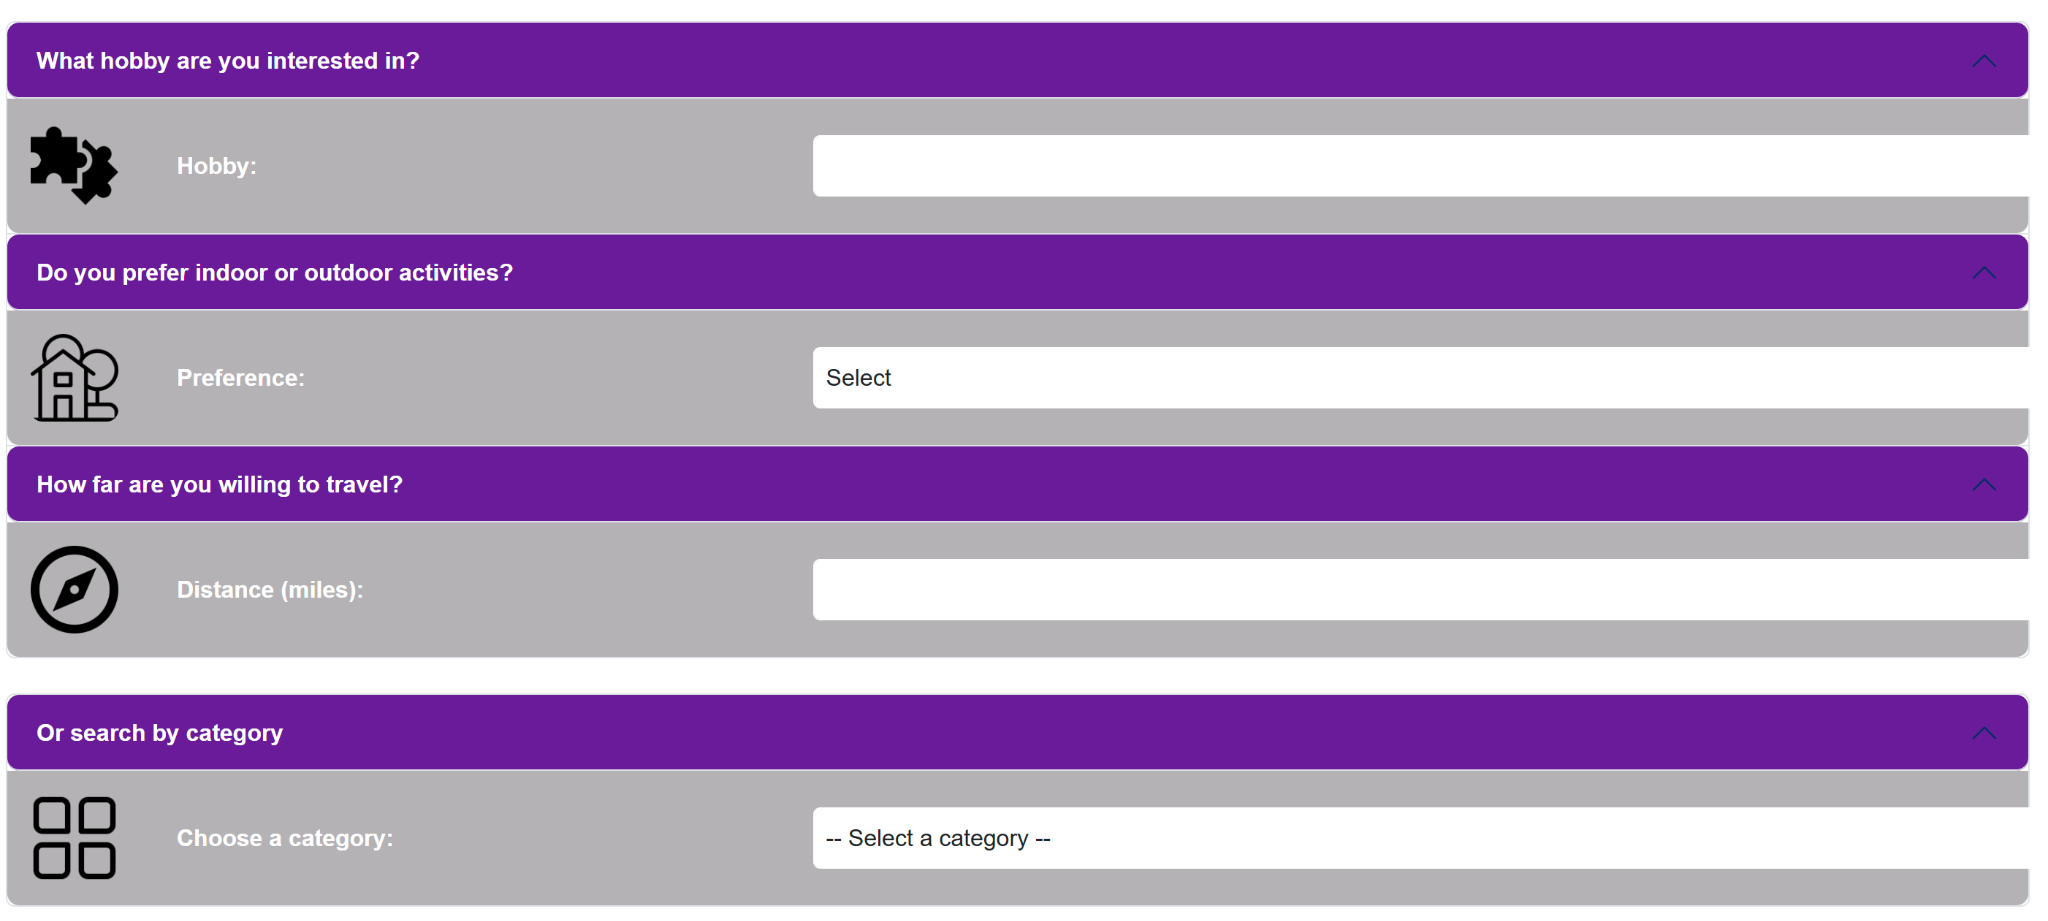 What hobby are you interested in?
Hobby:
Do you prefer indoor or outdoor activities?
Preference:
Select
How far are you willing to travel?
Distance (miles):
Or search by category
Choose a category:
-- Select a category --